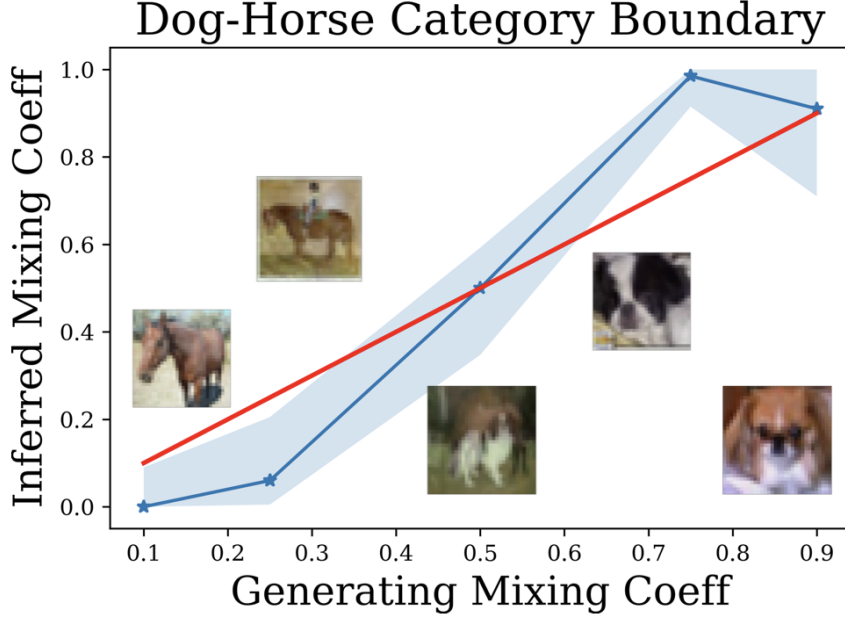 Dog-Horse Category Boundary
Inferred Mixing Coeff
1.0
0.8
0.6
0.4
0.2
0.0
0.1 0.2 0.3 0.4 0.5 0.6 0.7 0.8 0.9
Generating Mixing Coeff